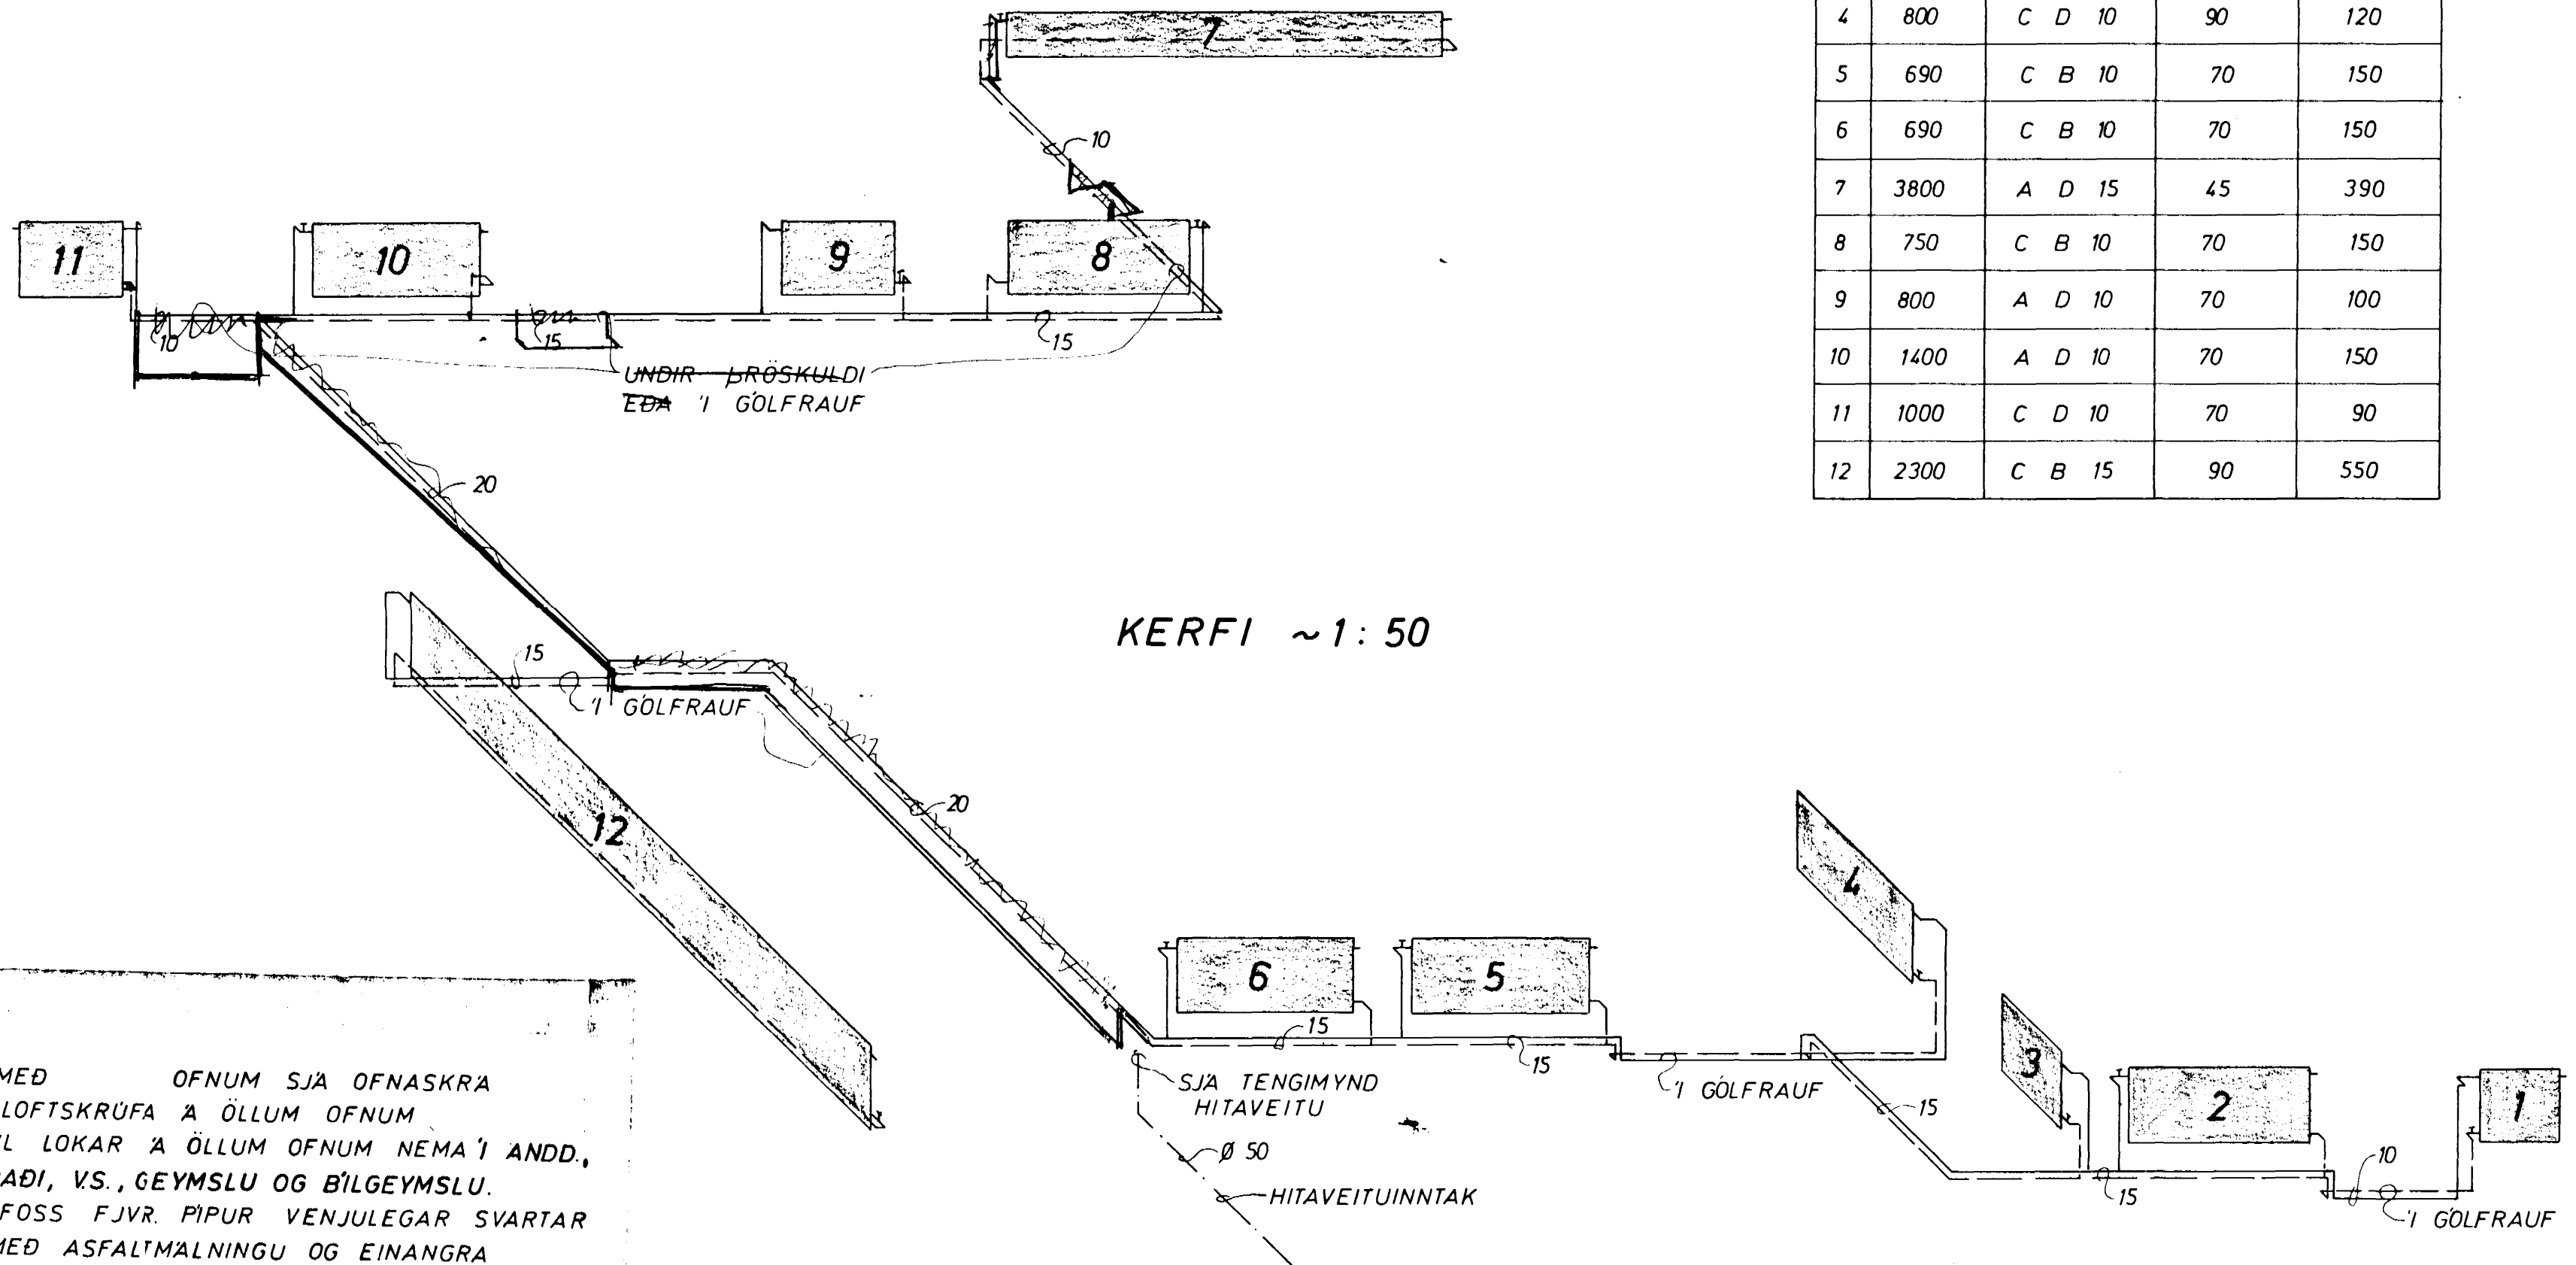 4 800 C D 10 90 120
5 690 C B 10 70 150
6 690 C B 10 70 150
7 3800 A D 15 45 390
8 750 C B 10 70 150
9 800 A D 10 70 100
10 1400 A D 10 70 150
11 1000 C D 10 70 90
12 2300 C B 15 90 550
7
10
11
10
9
8
10
15
15
UNDIR ÞRÖSKULDI
EÐA Í GÓLFRAUF
20
KERFI ~1:50
15
Í GÓLFRAUF
12
20
4
6
5
15
15
3
2
1
SJÁ TENGIMYND
HITAVEITU
Í GÓLFRAUF
15
Ø 50
HITAVEITUINNTAK
15
10
Í GÓLFRAUF
MEÐ OFNUM SJÁ OFNASKRÁ
LOFTSKRÚFA Á ÖLLUM OFNUM
L LOKAR Á ÖLLUM OFNUM NEMA Í ANDD.,
AÐI, V.S., GEYMSLU OG BÍLGEYMSLU.
FOSS FJVR. PÍPUR VENJULEGAR SVARTAR
MEÐ ASFALTMÁLNINGU OG EINANGRA